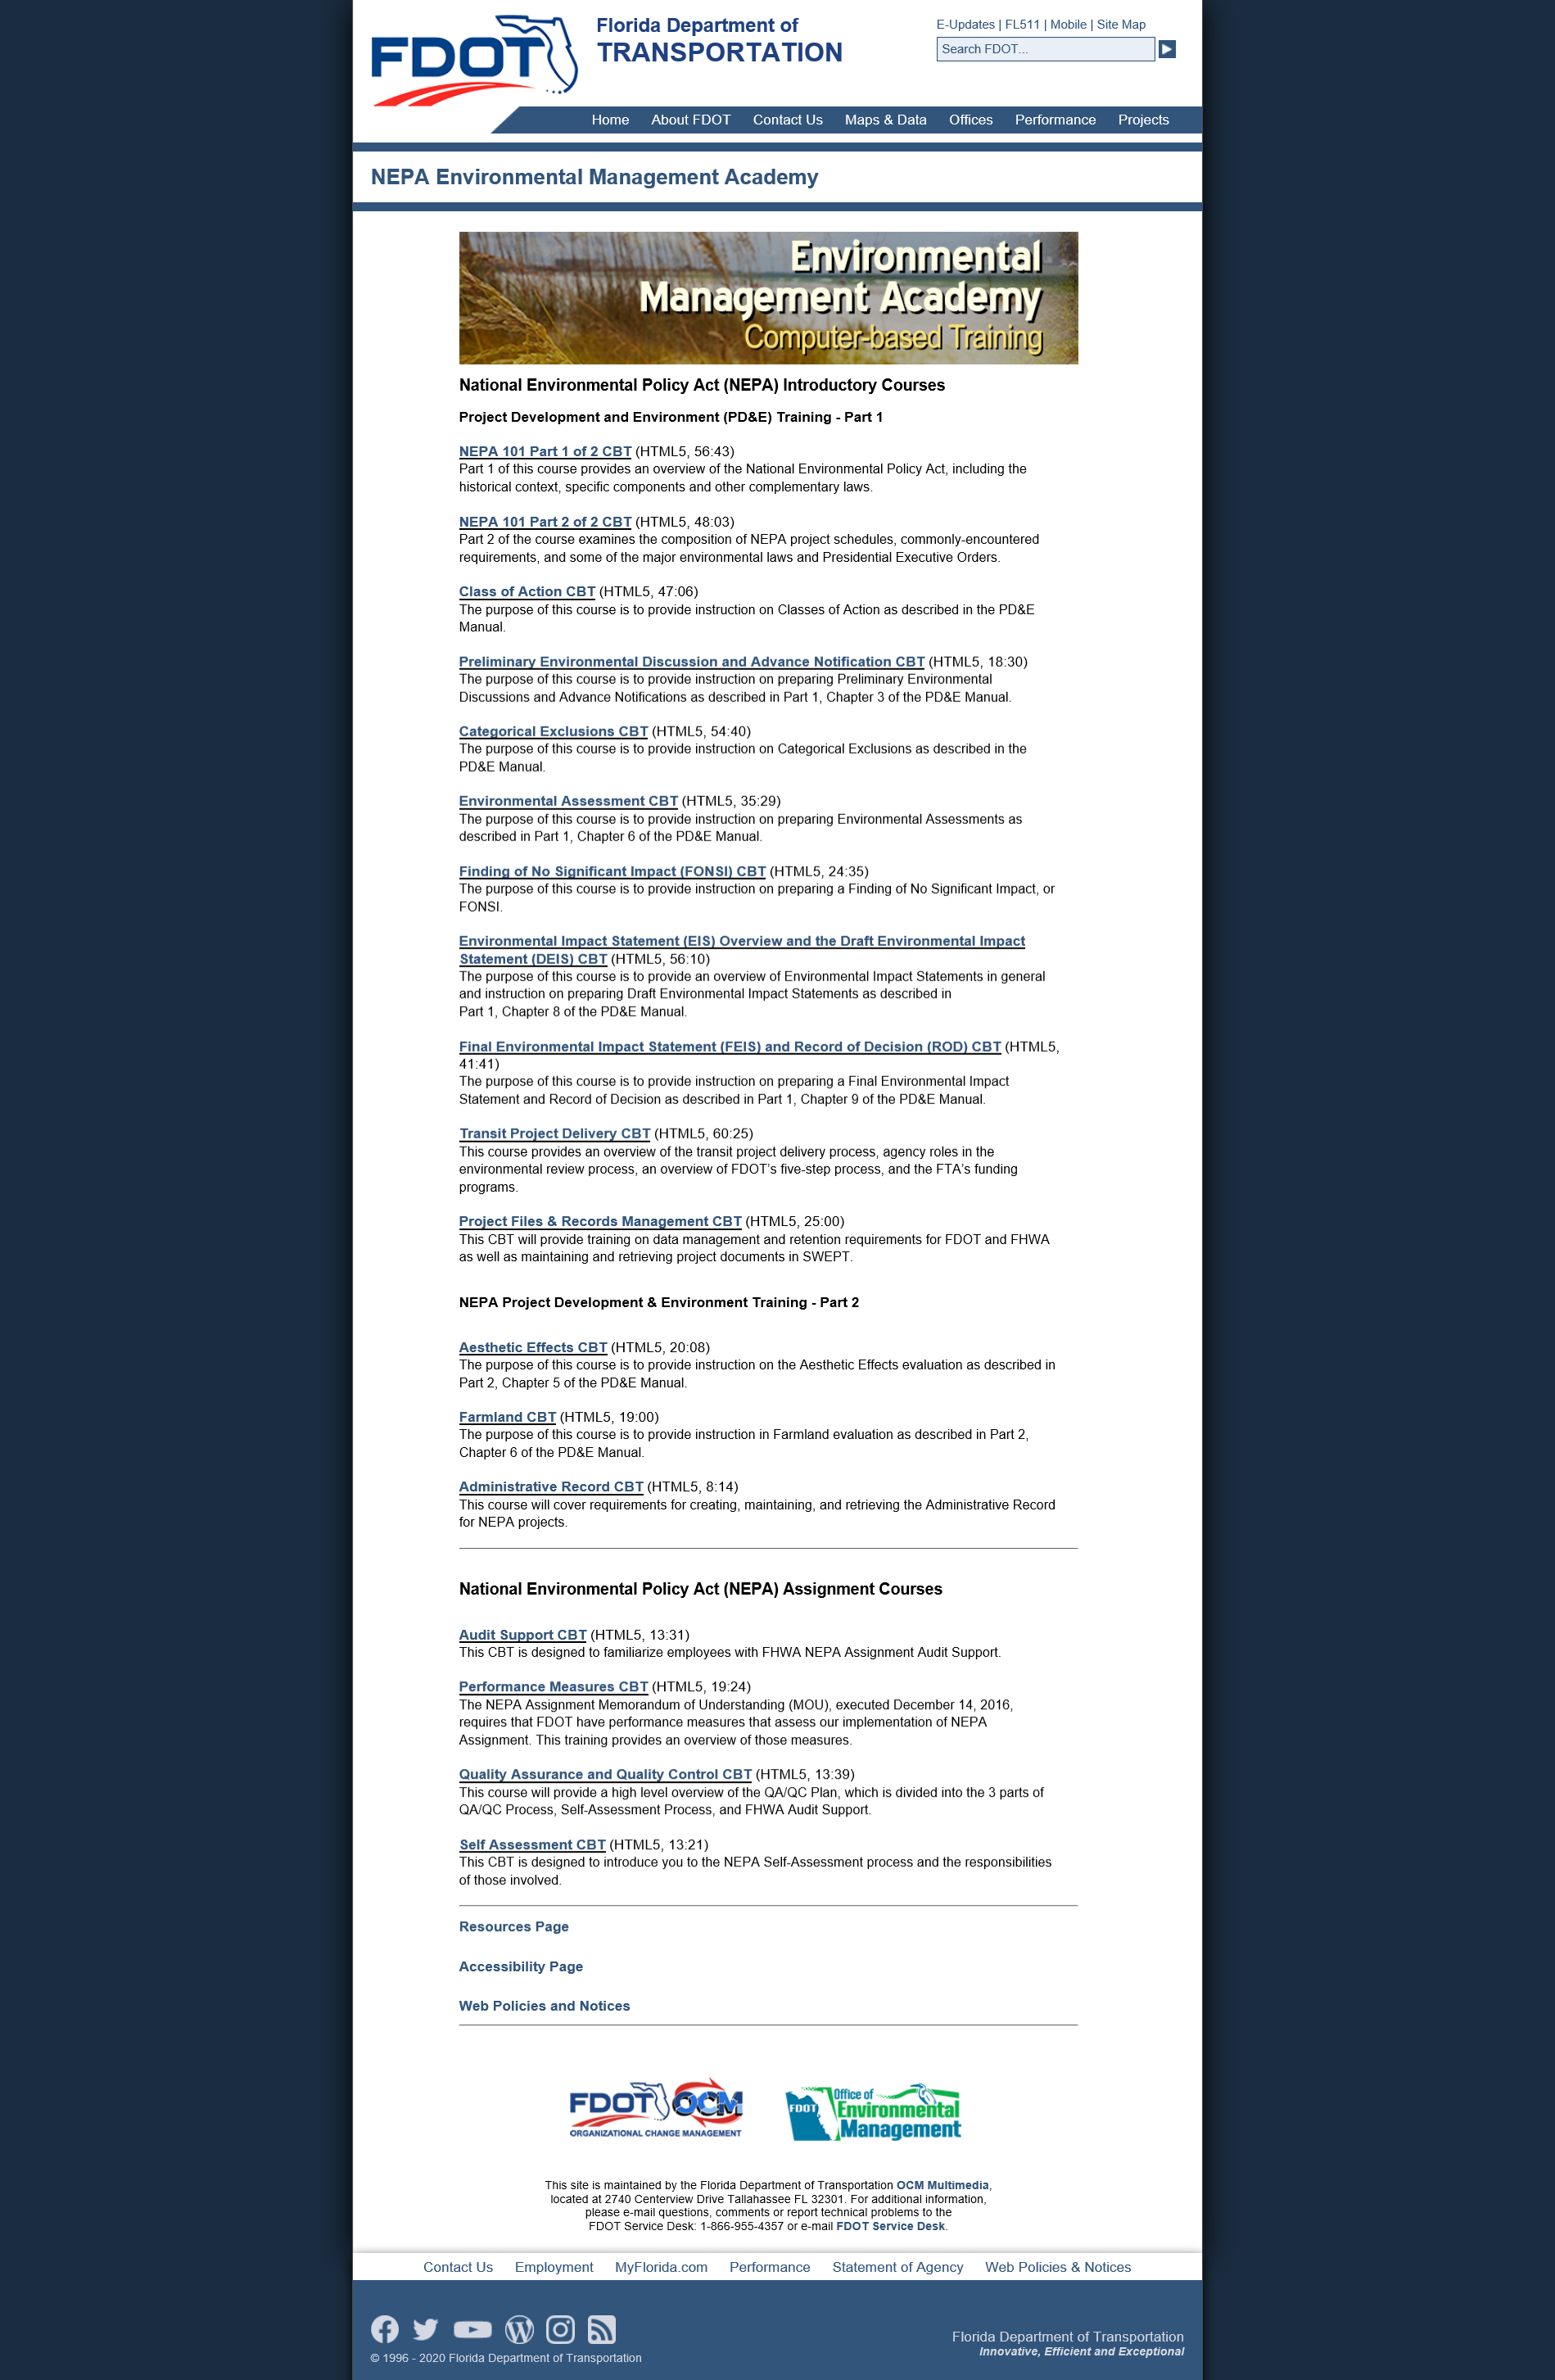 FDOT
Florida Department of
TRANSPORTATION
E-Updates | FL511 | Mobile | Site Map
Search FDOT...
Home About FDOT Contact Us Maps & Data Offices Performance Projects
NEPA Environmental Management Academy
Environmental
Management Academy
Computer-based Training
National Environmental Policy Act (NEPA) Introductory Courses
Project Development and Environment (PD&E) Training - Part 1
NEPA 101 Part 1 of 2 CBT (HTML5, 56:43)
Part 1 of this course provides an overview of the National Environmental Policy Act, including the
historical context, specific components and other complementary laws.
NEPA 101 Part 2 of 2 CBT (HTML5, 48:03)
Part 2 of the course examines the composition of NEPA project schedules, commonly-encountered
requirements, and some of the major environmental laws and Presidential Executive Orders.
Class of Action CBT (HTML5, 47:06)
The purpose of this course is to provide instruction on Classes of Action as described in the PD&E
Manual.
Preliminary Environmental Discussion and Advance Notification CBT (HTML5, 18:30)
The purpose of this course is to provide instruction on preparing Preliminary Environmental
Discussions and Advance Notifications as described in Part 1, Chapter 3 of the PD&E Manual.
Categorical Exclusions CBT (HTML5, 54:40)
The purpose of this course is to provide instruction on Categorical Exclusions as described in the
PD&E Manual.
Environmental Assessment CBT (HTML5, 35:29)
The purpose of this course is to provide instruction on preparing Environmental Assessments as
described in Part 1, Chapter 6 of the PD&E Manual.
Finding of No Significant Impact (FONSI) CBT (HTML5, 24:35)
The purpose of this course is to provide instruction on preparing a Finding of No Significant Impact, or
FONSI.
Environmental Impact Statement (EIS) Overview and the Draft Environmental Impact
Statement (DEIS) CBT (HTML5, 56:10)
The purpose of this course is to provide an overview of Environmental Impact Statements in general
and instruction on preparing Draft Environmental Impact Statements as described in
Part 1, Chapter 8 of the PD&E Manual.
Final Environmental Impact Statement (FEIS) and Record of Decision (ROD) CBT (HTML5,
41:41)
The purpose of this course is to provide instruction on preparing a Final Environmental Impact
Statement and Record of Decision as described in Part 1, Chapter 9 of the PD&E Manual.
Transit Project Delivery CBT (HTML5, 60:25)
This course provides an overview of the transit project delivery process, agency roles in the
environmental review process, an overview of FDOT’s five-step process, and the FTA’s funding
programs.
Project Files & Records Management CBT (HTML5, 25:00)
This CBT will provide training on data management and retention requirements for FDOT and FHWA
as well as maintaining and retrieving project documents in SWEPT.
NEPA Project Development & Environment Training - Part 2
Aesthetic Effects CBT (HTML5, 20:08)
The purpose of this course is to provide instruction on the Aesthetic Effects evaluation as described in
Part 2, Chapter 5 of the PD&E Manual.
Farmland CBT (HTML5, 19:00)
The purpose of this course is to provide instruction in Farmland evaluation as described in Part 2,
Chapter 6 of the PD&E Manual.
Administrative Record CBT (HTML5, 8:14)
This course will cover requirements for creating, maintaining, and retrieving the Administrative Record
for NEPA projects.
National Environmental Policy Act (NEPA) Assignment Courses
Audit Support CBT (HTML5, 13:31)
This CBT is designed to familiarize employees with FHWA NEPA Assignment Audit Support.
Performance Measures CBT (HTML5, 19:24)
The NEPA Assignment Memorandum of Understanding (MOU), executed December 14, 2016,
requires that FDOT have performance measures that assess our implementation of NEPA
Assignment. This training provides an overview of those measures.
Quality Assurance and Quality Control CBT (HTML5, 13:39)
This course will provide a high level overview of the QA/QC Plan, which is divided into the 3 parts of
QA/QC Process, Self-Assessment Process, and FHWA Audit Support.
Self Assessment CBT (HTML5, 13:21)
This CBT is designed to introduce you to the NEPA Self-Assessment process and the responsibilities
of those involved.
Resources Page
Accessibility Page
Web Policies and Notices
FDOT OCM
ORGANIZATIONAL CHANGE MANAGEMENT
FDOT Office of
Environmental
Management
This site is maintained by the Florida Department of Transportation OCM Multimedia,
located at 2740 Centerview Drive Tallahassee FL 32301. For additional information,
please e-mail questions, comments or report technical problems to the
FDOT Service Desk: 1-866-955-4357 or e-mail FDOT Service Desk.
Contact Us Employment MyFlorida.com Performance Statement of Agency Web Policies & Notices
Florida Department of Transportation
Innovative, Efficient and Exceptional
© 1996 - 2020 Florida Department of Transportation